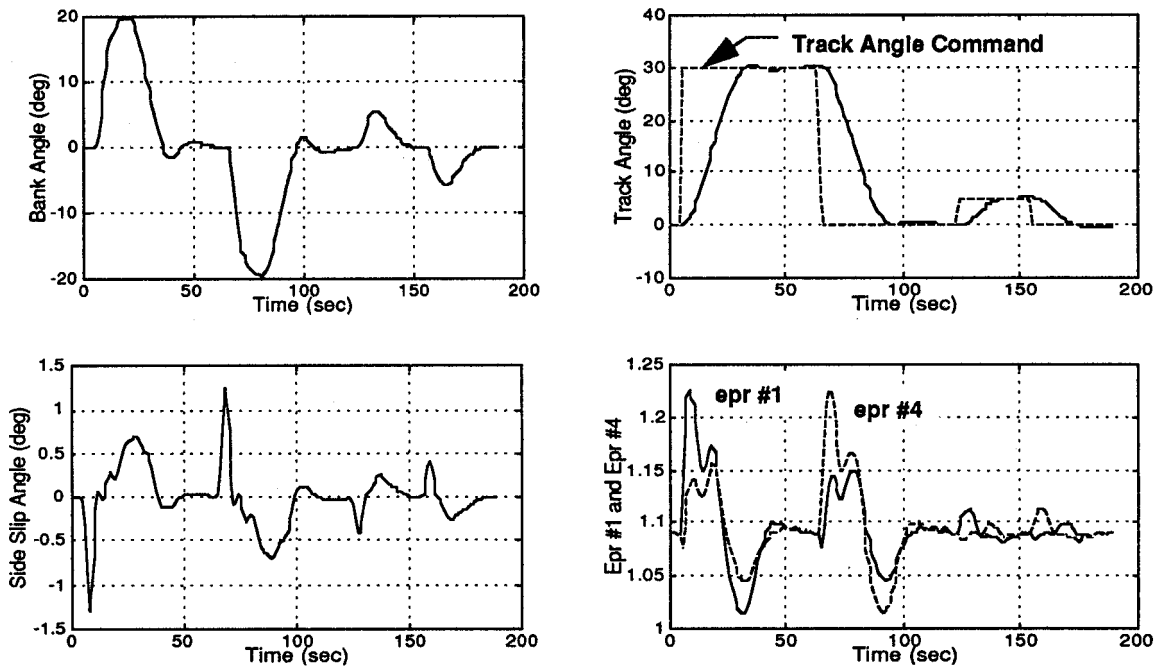 20
10
0
-10
-20
Bank Angle (deg)
0 50 100 150 200
Time (sec)
40
30
20
10
0
-10
Track Angle (deg)
Track Angle Command
0 50 100 150 200
Time (sec)
1.5
1
0.5
0
-0.5
-1
-1.5
Side Slip Angle (deg)
0 50 100 150 200
Time (sec)
1.25
1.2
1.15
1.1
1.05
1
Epr #1 and Epr #4
epr #1
epr #4
0 50 100 150 200
Time (sec)